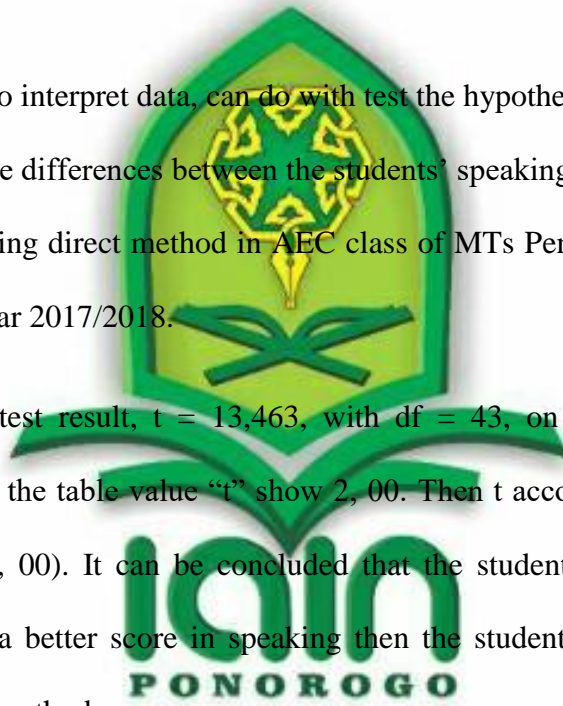 o interpret data, can do with test the hypothe
e differences between the students’ speaking
ing direct method in AEC class of MTs Per
ar 2017/2018.
test result, t = 13,463, with df = 43, on
the table value “t” show 2, 00. Then t acco
, 00). It can be concluded that the student
iain
a better score in speaking then the student
PONOROGO